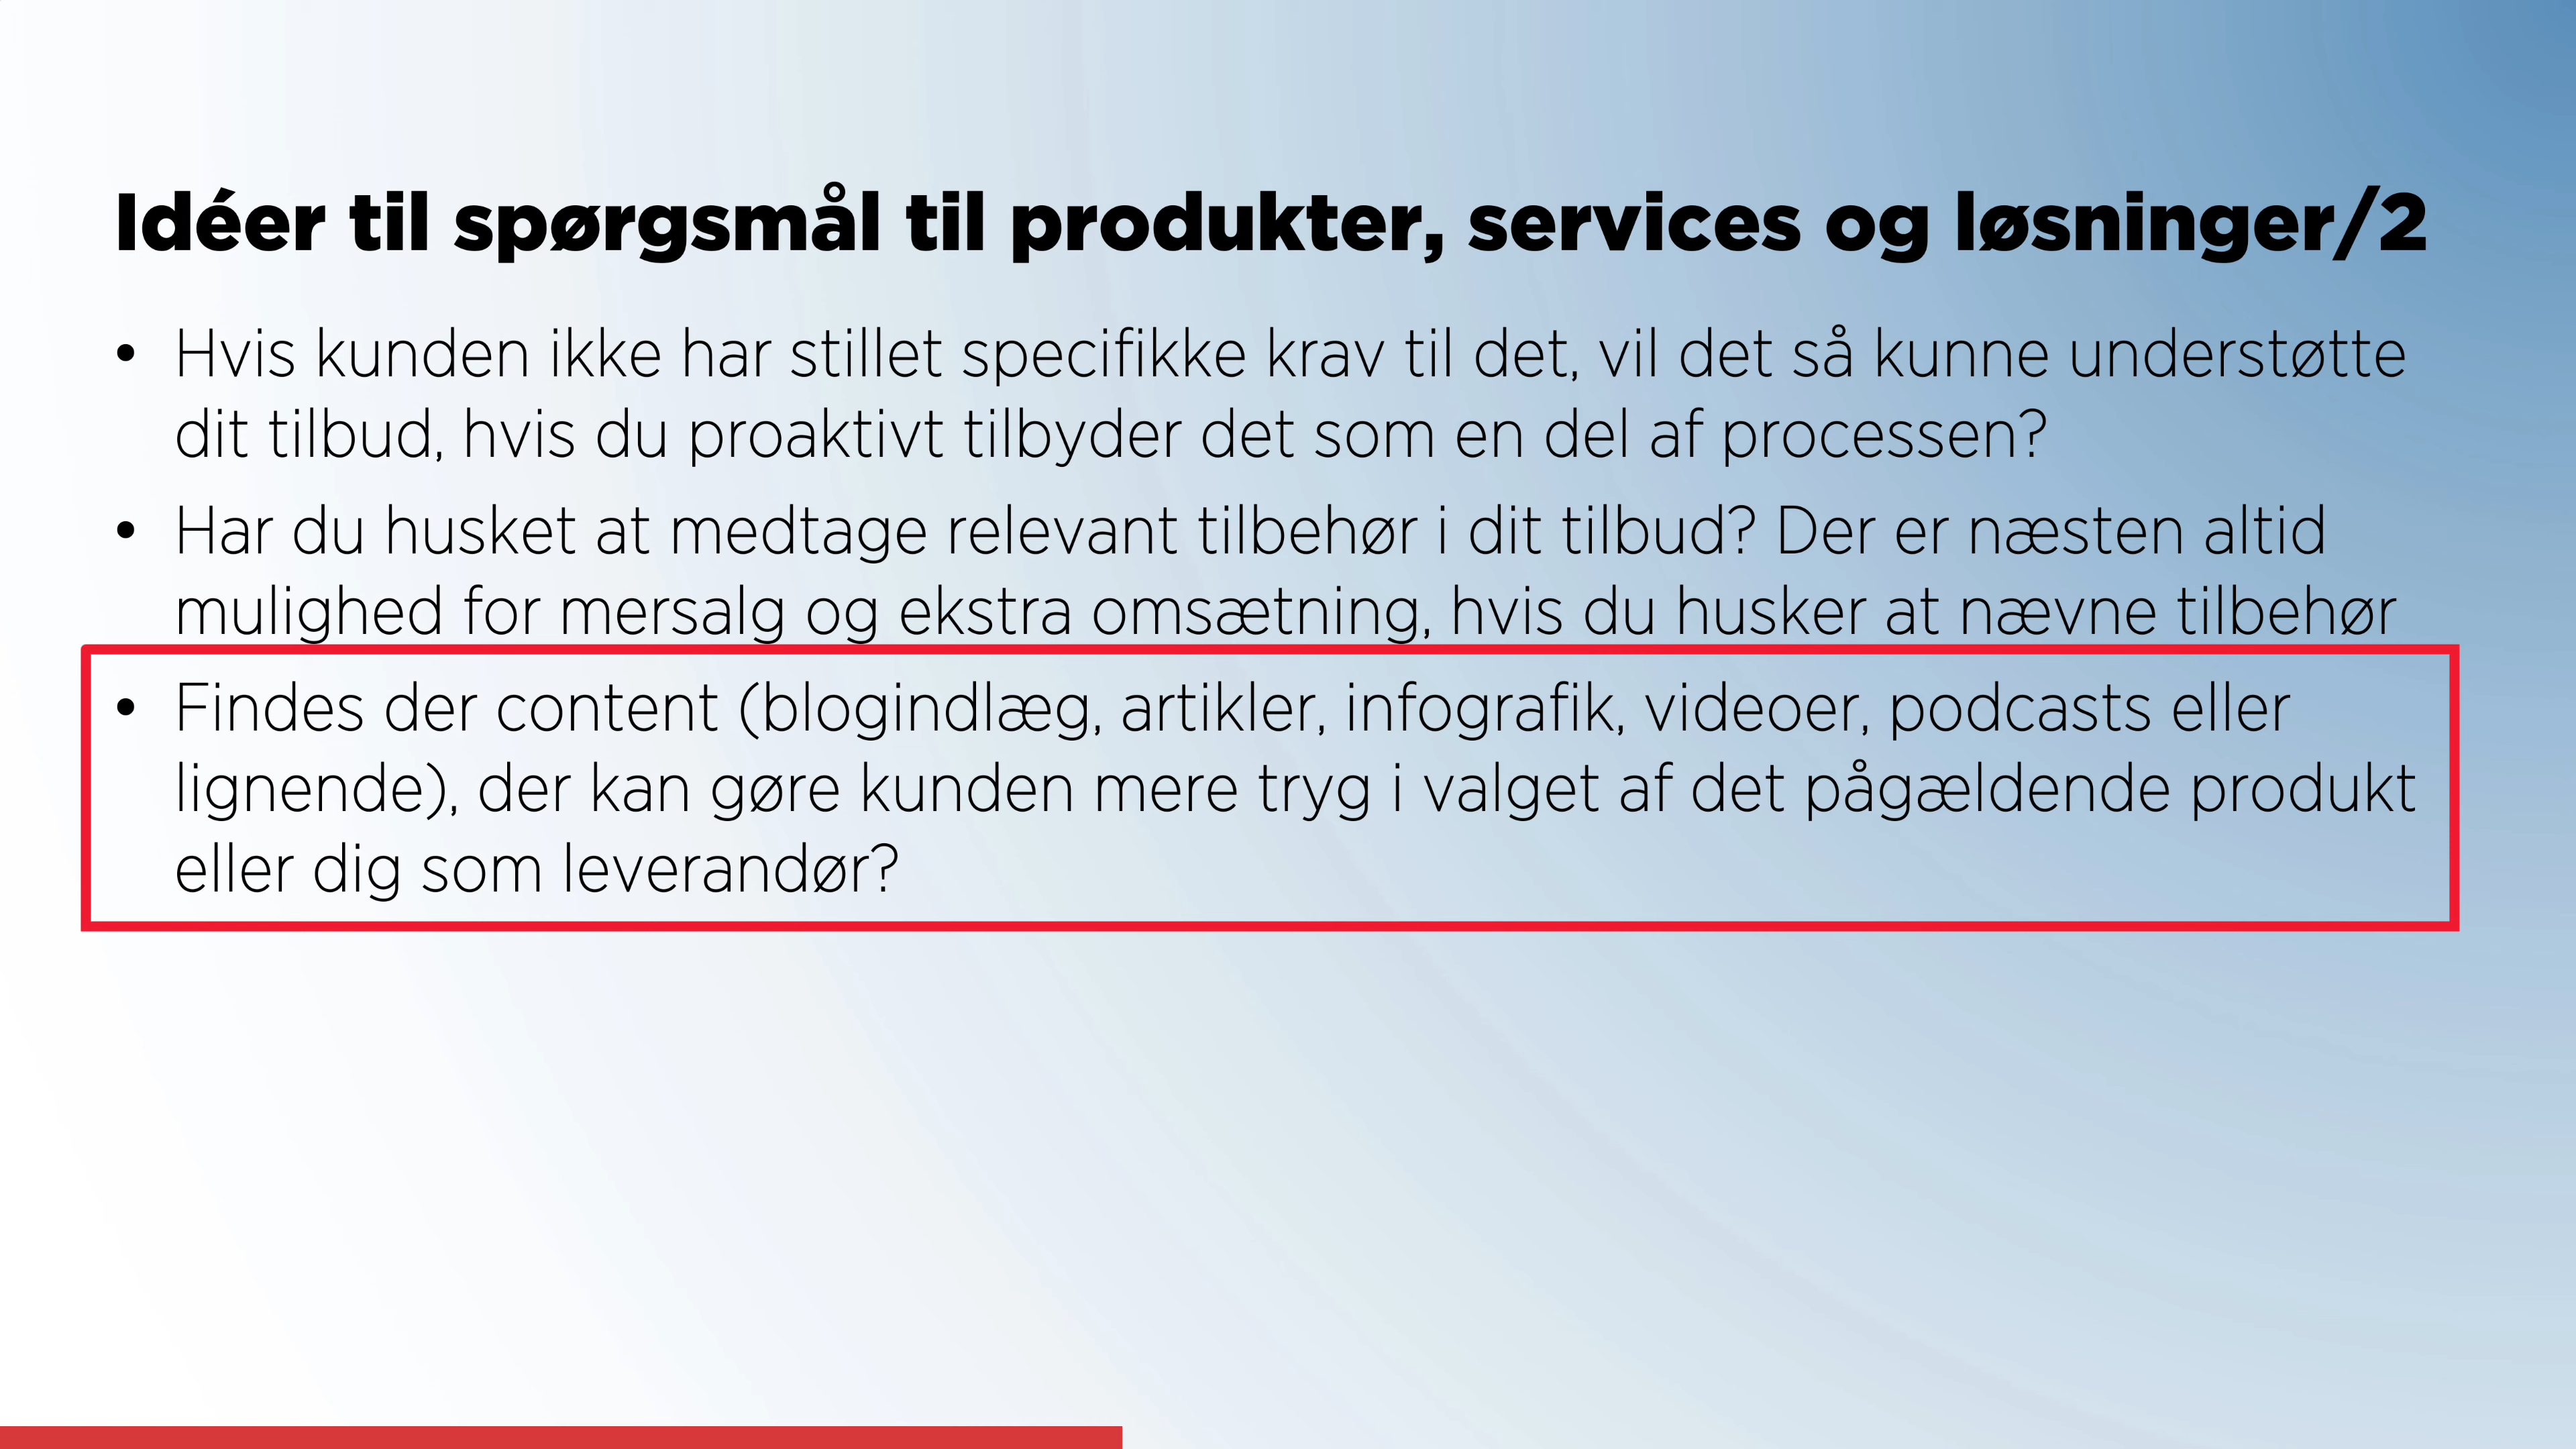 Idéer til spørgsmål til produkter, services og løsninger/2
• Hvis kunden ikke har stillet specifikke krav til det, vil det så kunne understøtte
dit tilbud, hvis du proaktivt tilbyder det som en del af processen?
• Har du husket at medtage relevant tilbehør i dit tilbud? Der er næsten altid
mulighed for mersalg og ekstra omsætning, hvis du husker at nævne tilbehør
• Findes der content (blogindlæg, artikler, infografik, videoer, podcasts eller
lignende), der kan gøre kunden mere tryg i valget af det pågældende produkt
eller dig som leverandør?